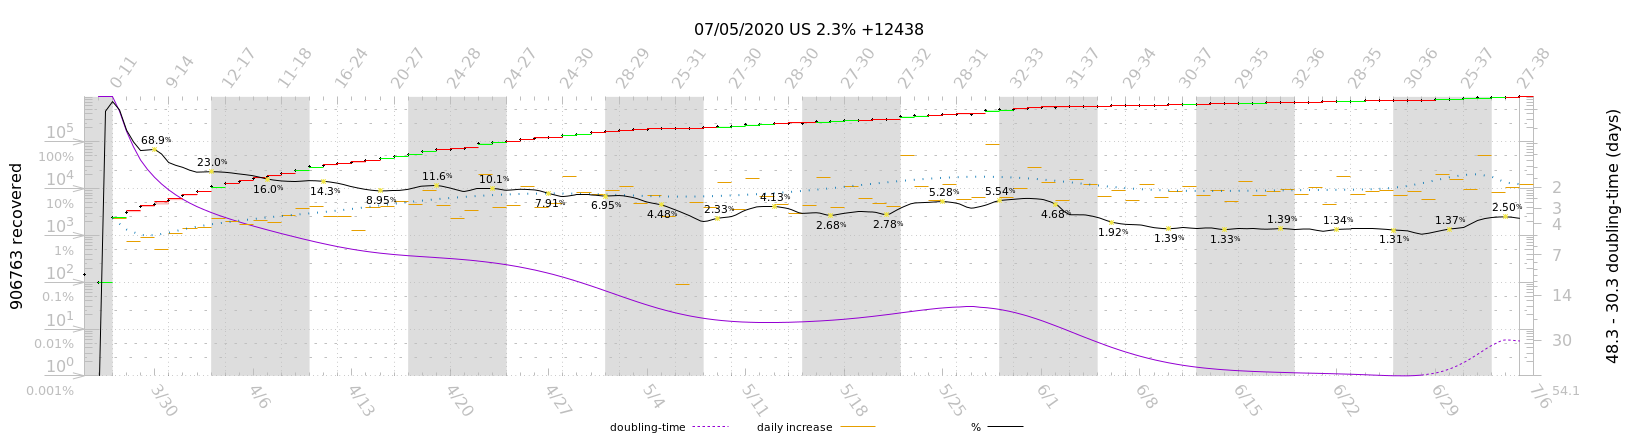 07/05/2020 US 2.3% +12438
0-11 9-14 12-17 11-18 16-24 20-27 24-28 24-27 24-30 28-29 25-31 27-30 28-30 27-30 27-32 28-31 32-33 31-37 29-34 30-37 29-35 32-36 28-35 30-36 25-37 27-38
906763 recovered
10^5
100%
10^4
10%
10^3
1%
10^2
0.1%
10^1
0.01%
10^0
0.001%
68.9% 23.0% 16.0% 14.3% 8.95% 11.6% 10.1% 7.91% 6.95% 4.48% 2.33% 4.13% 2.68% 2.78% 5.28% 5.54% 4.68% 1.92% 1.39% 1.33% 1.39% 1.34% 1.31% 1.37% 2.50%
2
3
4
7
14
30
54.1
48.3 - 30.3 doubling-time (days)
3/30 4/6 4/13 4/20 4/27 5/4 5/11 5/18 5/25 6/1 6/8 6/15 6/22 6/29 7/6
doubling-time daily increase %